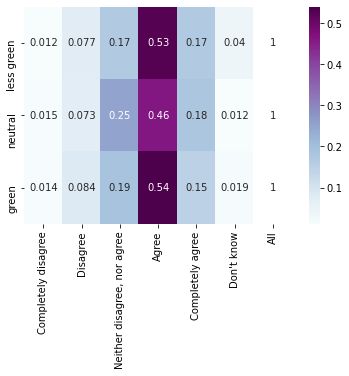 less green 0.012 0.077 0.17 0.53 0.17 0.04 1
neutral 0.015 0.073 0.25 0.46 0.18 0.012 1
green 0.014 0.084 0.19 0.54 0.15 0.019 1
Completely disagree
Disagree
Neither disagree, nor agree
Agree
Completely agree
Don't know
All
0.5
0.4
0.3
0.2
0.1